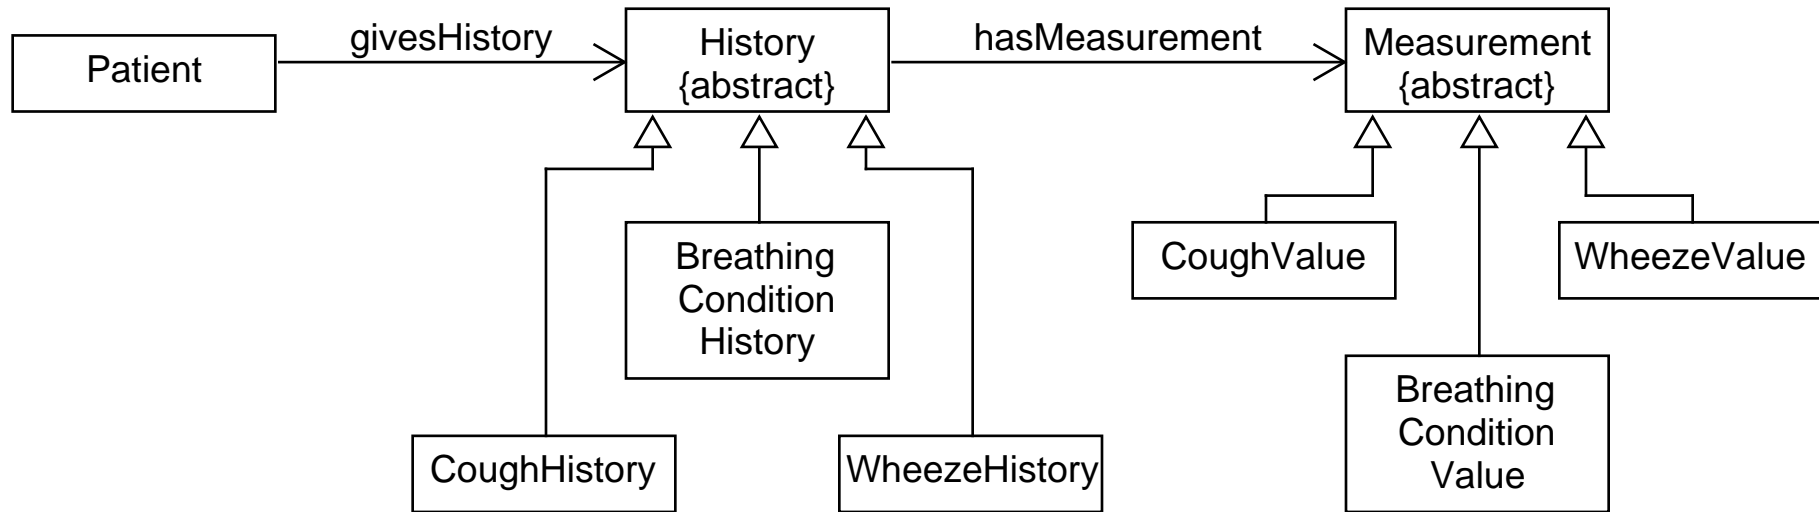 Patient
givesHistory
History
{abstract}
hasMeasurement
Measurement
{abstract}
Breathing
Condition
History
CoughHistory
WheezeHistory
CoughValue
WheezeValue
Breathing
Condition
Value